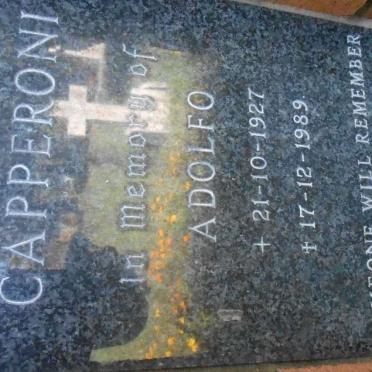 CAPPERONI
In Memory of
ADOLFO
+ 21-10-1927
+ 17-12-1989
WILL REMEMBER